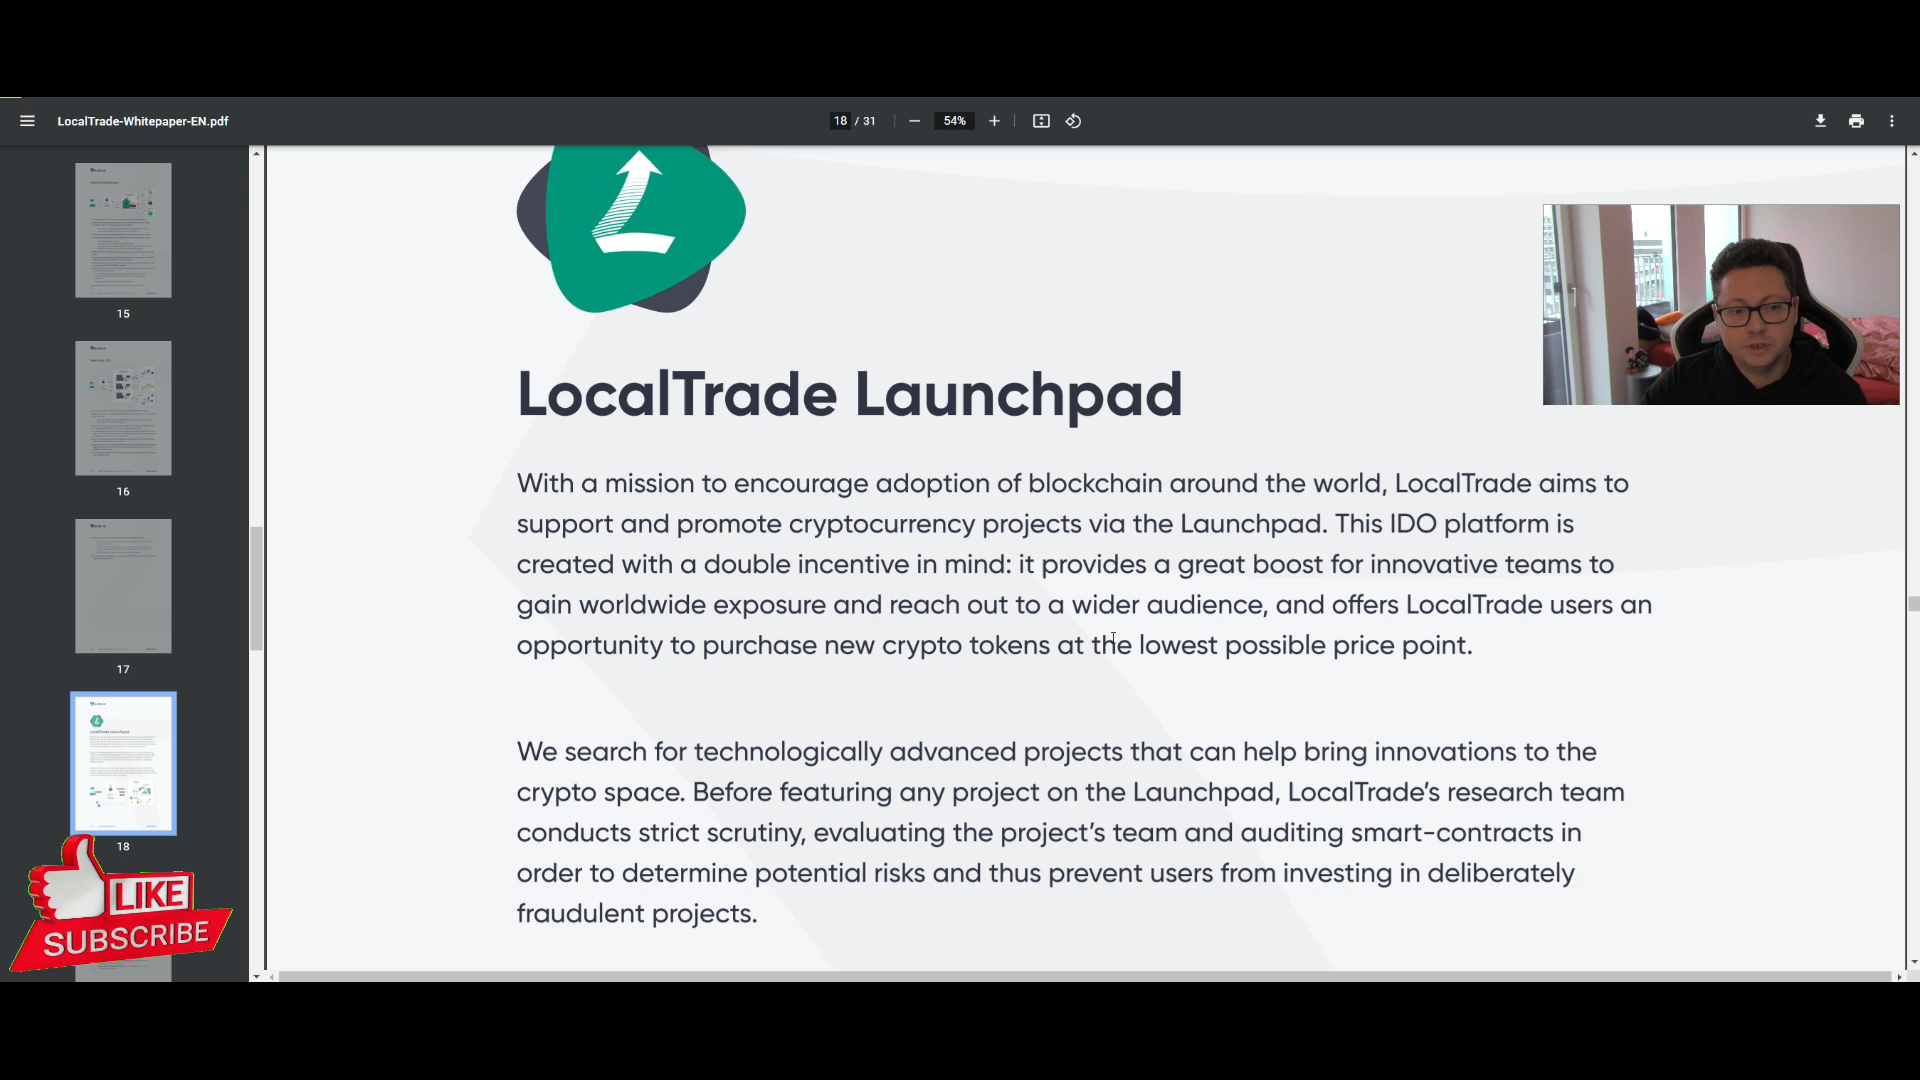 LocalTrade-Whitepaper-EN.pdf
18 / 31
54%
15
16
17
18
LocalTrade Launchpad
With a mission to encourage adoption of blockchain around the world, LocalTrade aims to
support and promote cryptocurrency projects via the Launchpad. This IDO platform is
created with a double incentive in mind: it provides a great boost for innovative teams to
gain worldwide exposure and reach out to a wider audience, and offers LocalTrade users an
opportunity to purchase new crypto tokens at the lowest possible price point.
We search for technologically advanced projects that can help bring innovations to the
crypto space. Before featuring any project on the Launchpad, LocalTrade’s research team
conducts strict scrutiny, evaluating the project’s team and auditing smart-contracts in
order to determine potential risks and thus prevent users from investing in deliberately
fraudulent projects.
LIKE
SUBSCRIBE